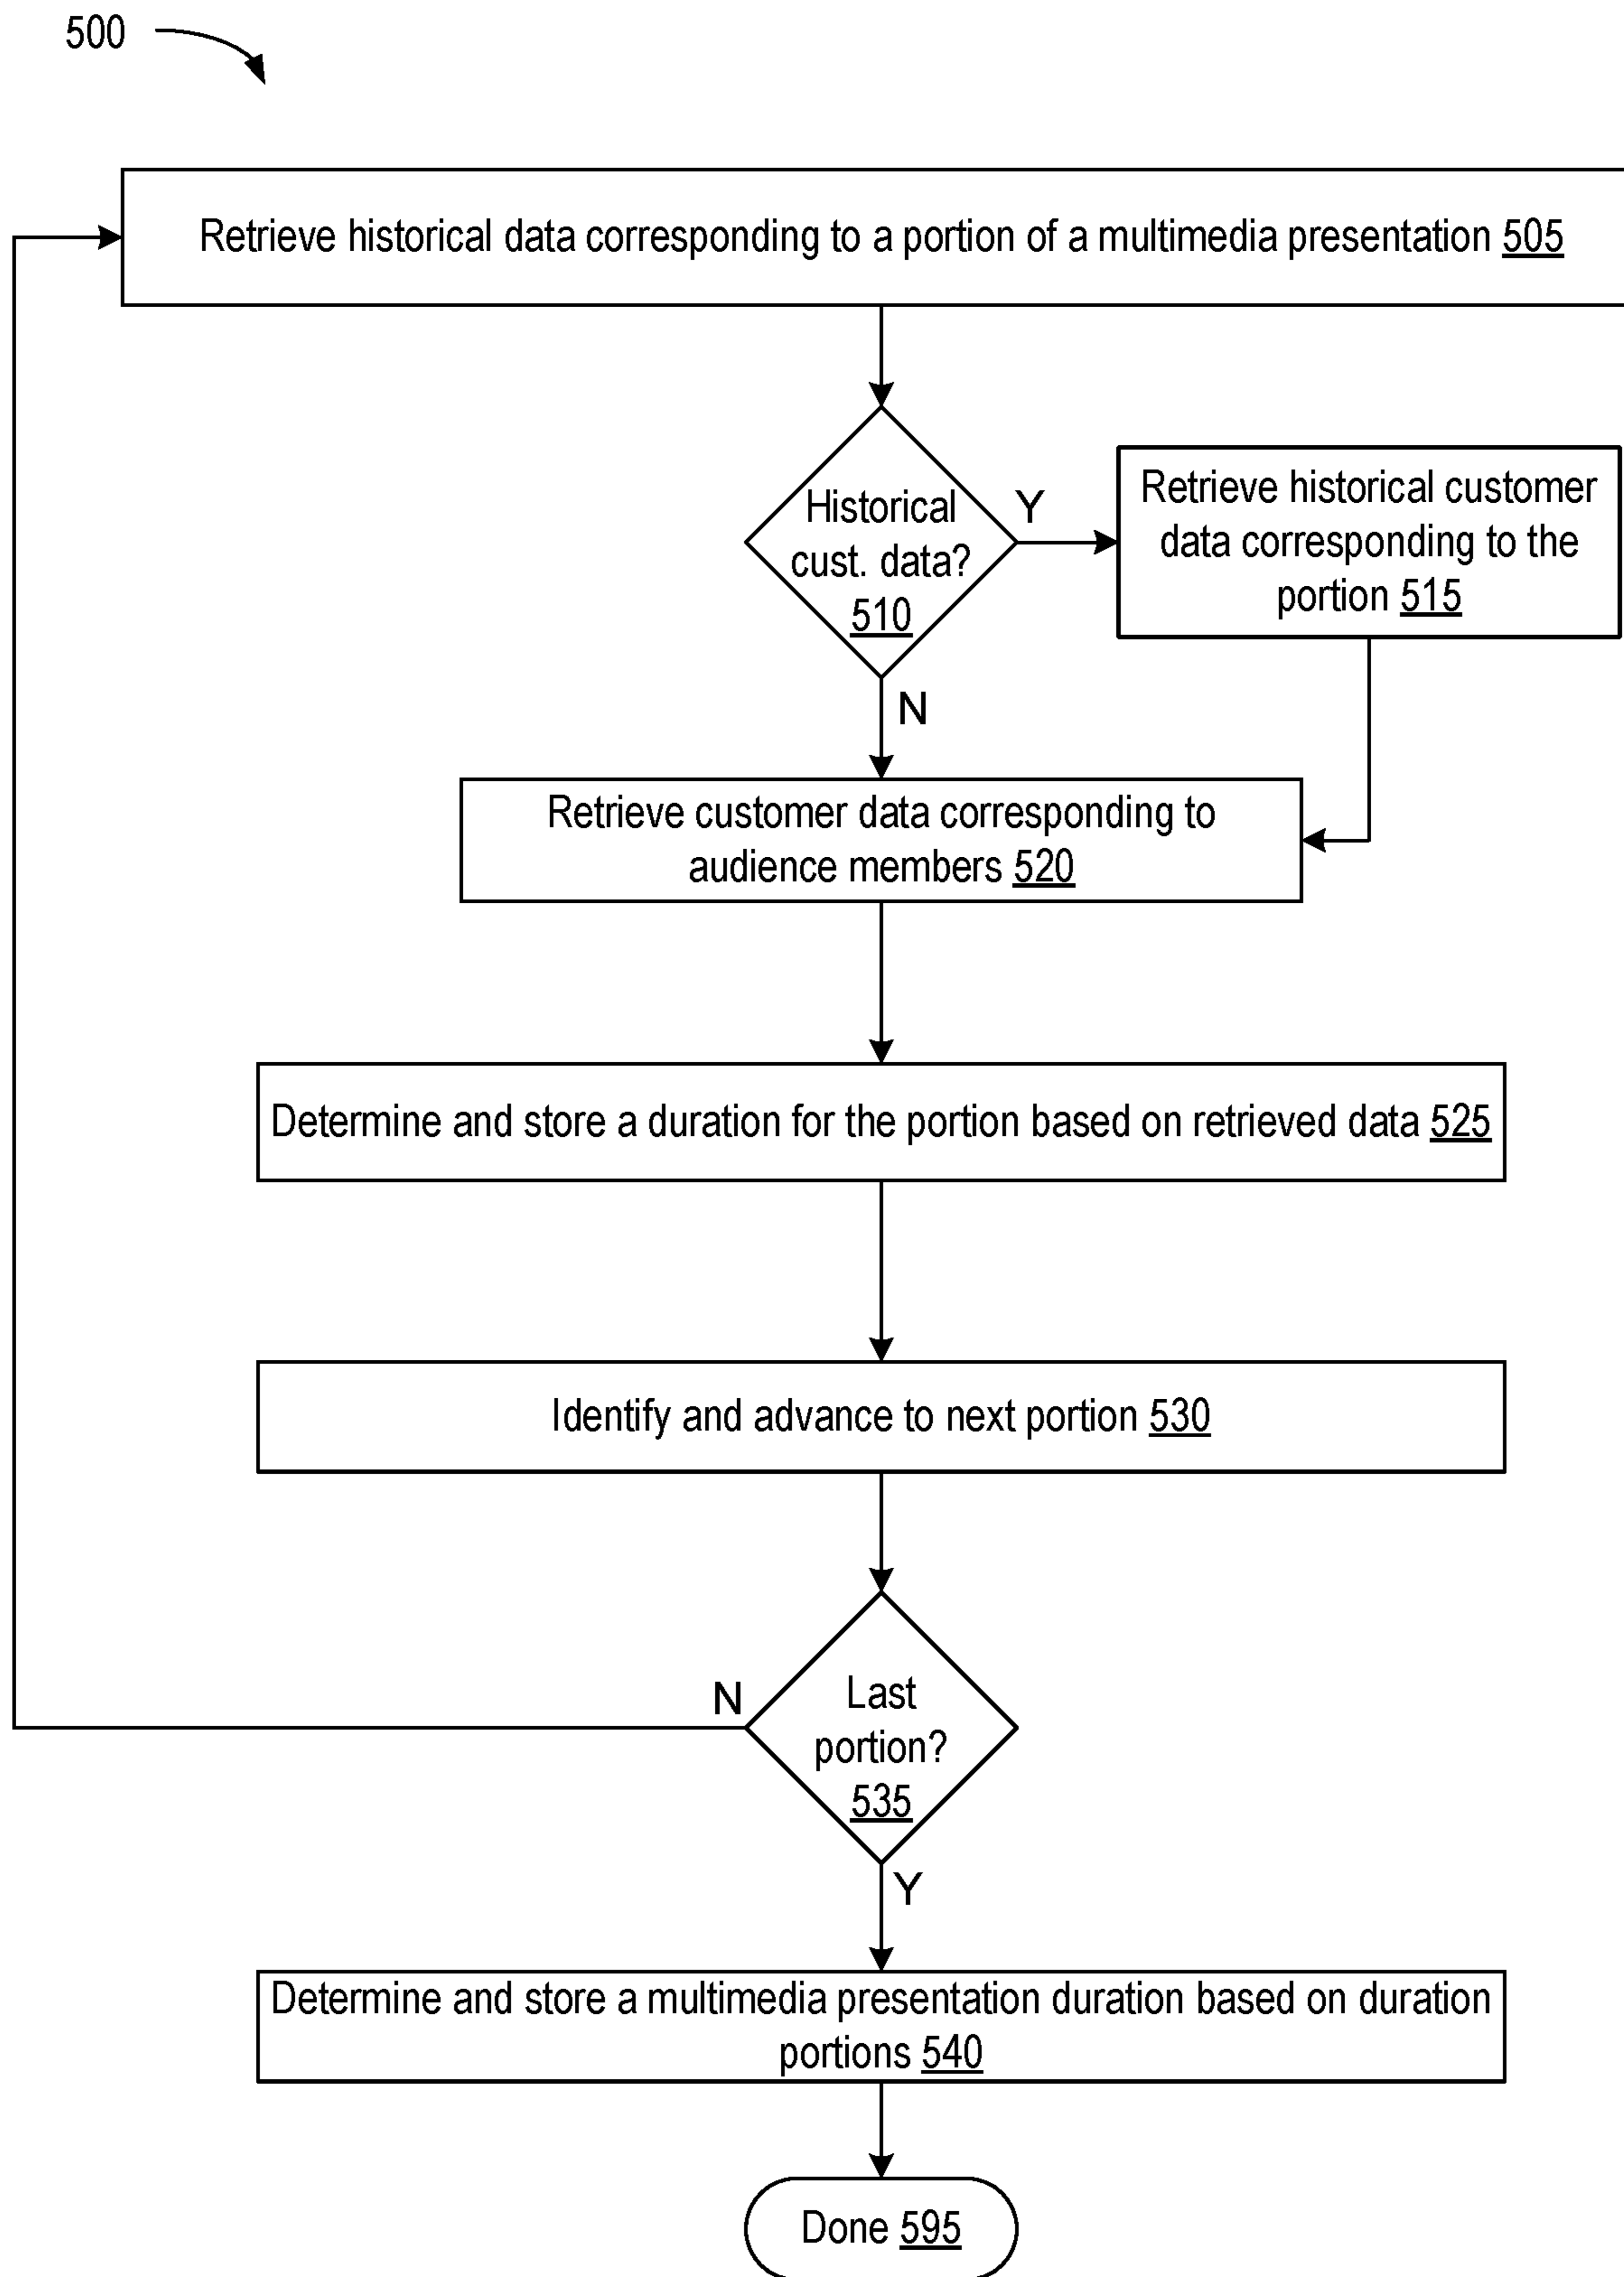 500
Retrieve historical data corresponding to a portion of a multimedia presentation 505
Historical
cust. data?
510
Y
Retrieve historical customer
data corresponding to the
portion 515
N
Retrieve customer data corresponding to
audience members 520
Determine and store a duration for the portion based on retrieved data 525
Identify and advance to next portion 530
Last
portion?
535
N
Y
Determine and store a multimedia presentation duration based on duration
portions 540
Done 595